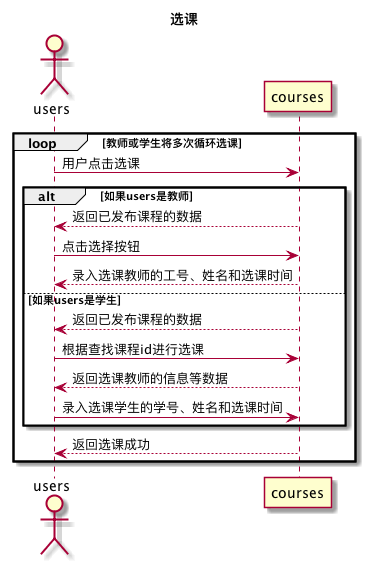 选课
users
courses
loop [教师或学生将多次循环选课]
用户点击选课
alt [如果users是教师]
返回已发布课程的数据
点击选择按钮
录入选课教师的工号、姓名和选课时间
[如果users是学生]
返回已发布课程的数据
根据查找课程id进行选课
返回选课教师的信息等数据
录入选课学生的学号、姓名和选课时间
返回选课成功
users
courses